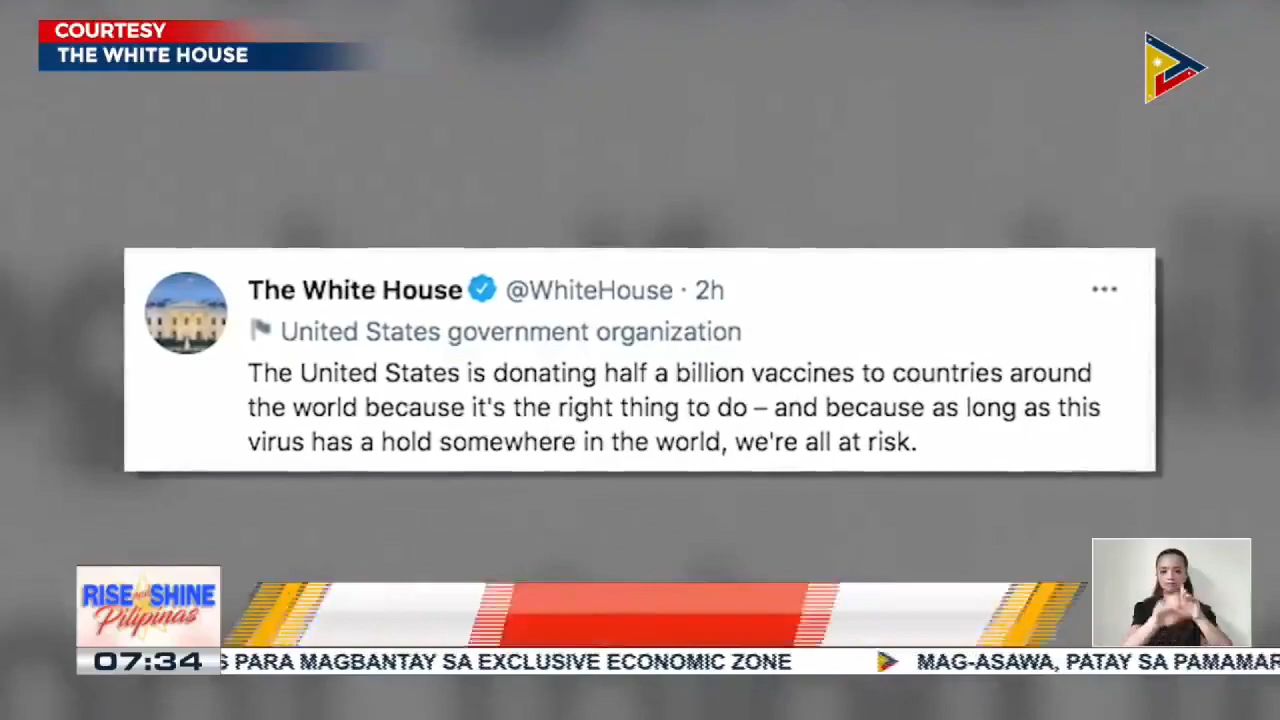 COURTESY
THE WHITE HOUSE
The White House @WhiteHouse · 2h
United States government organization
The United States is donating half a billion vaccines to countries around
the world because it's the right thing to do – and because as long as this
virus has a hold somewhere in the world, we're all at risk.
RISE and SHINE
Pilipinas
07:34
PARA MAGBANTAY SA EXCLUSIVE ECONOMIC ZONE
MAG-ASAWA, PATAY SA